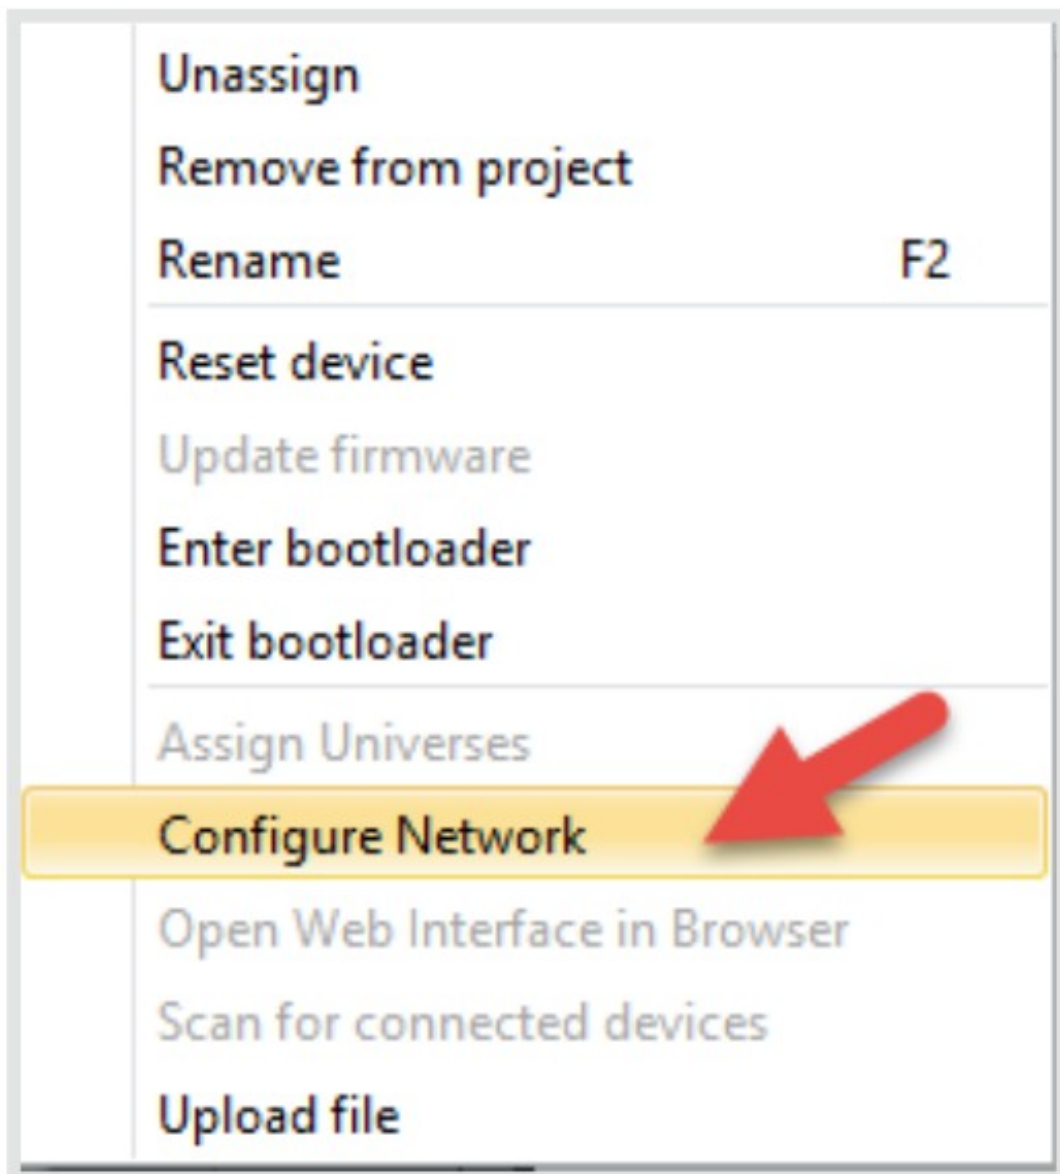 Unassign
Remove from project
Rename F2
Reset device
Update firmware
Enter bootloader
Exit bootloader
Assign Universes
Configure Network
Open Web Interface in Browser
Scan for connected devices
Upload file